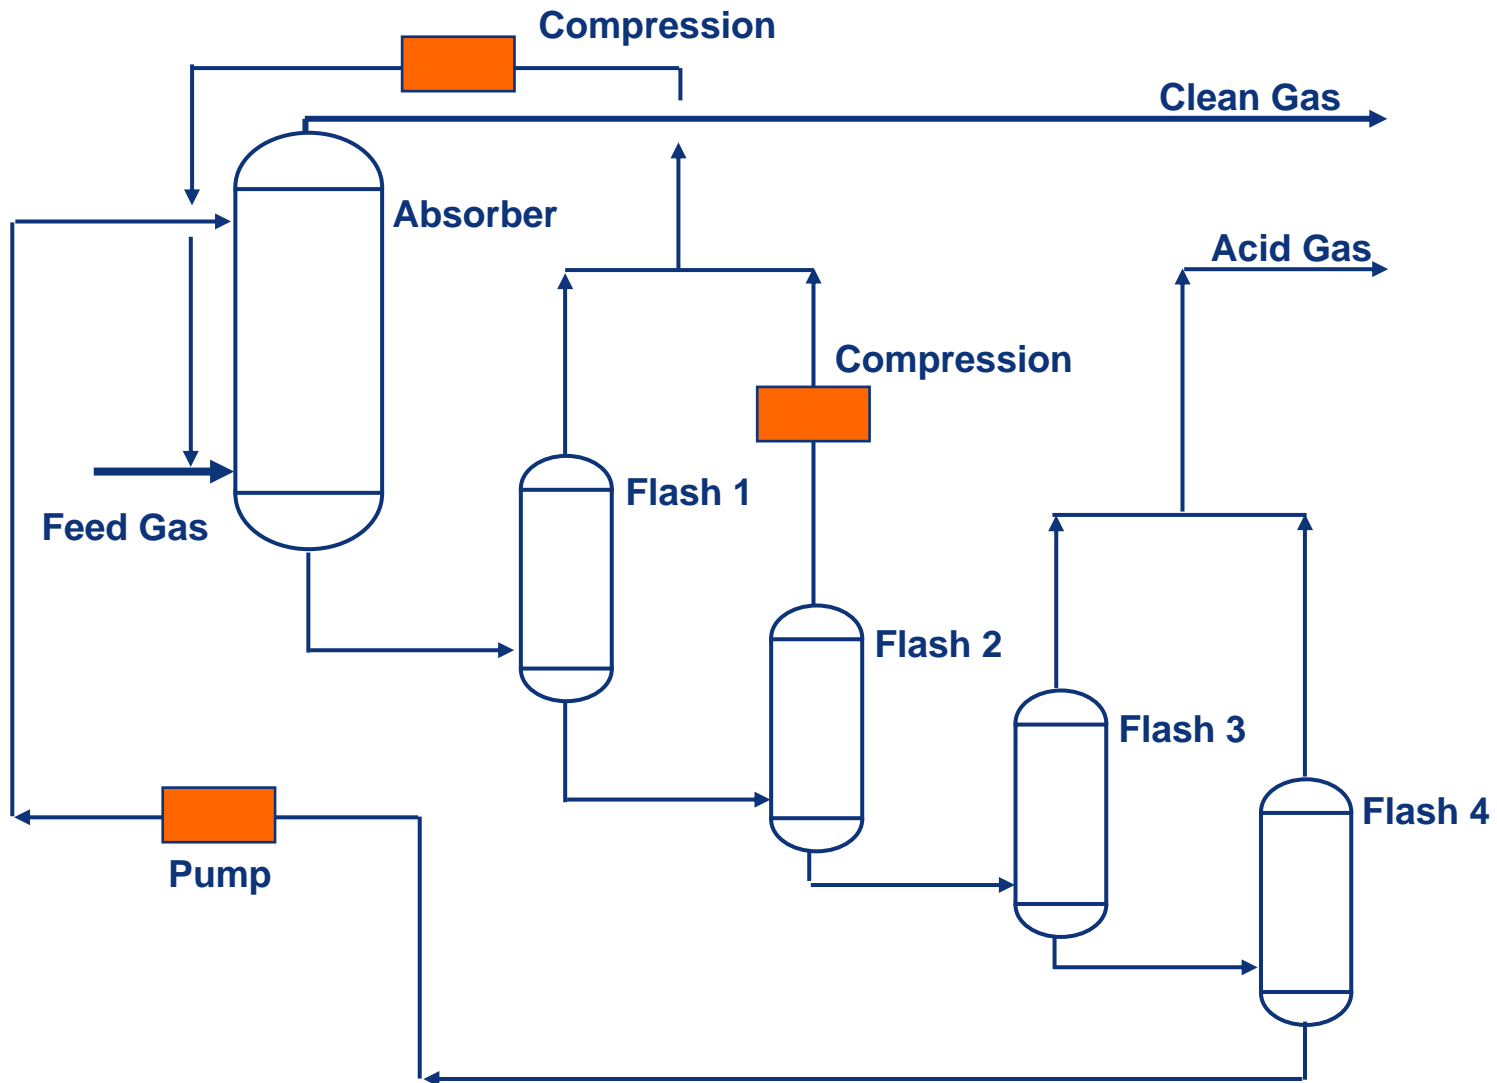 Compression
Clean Gas
Absorber
Acid Gas
Compression
Flash 1
Feed Gas
Flash 2
Flash 3
Flash 4
Pump